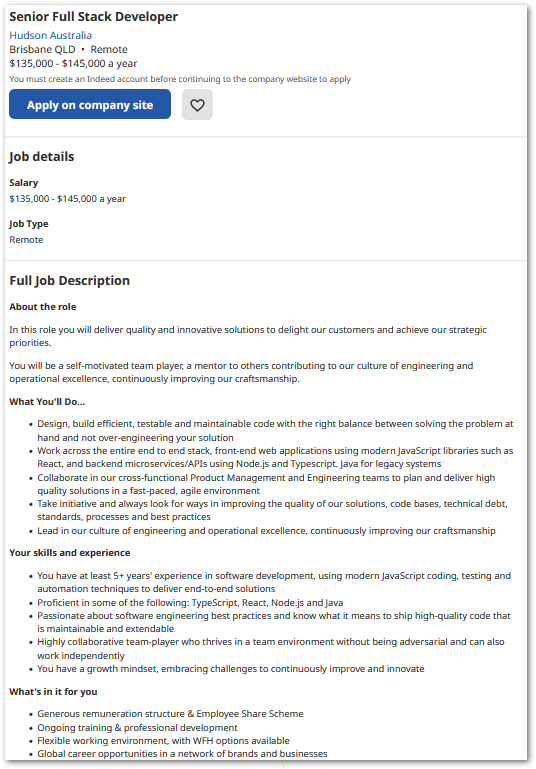 Senior Full Stack Developer
Hudson Australia
Brisbane QLD • Remote
$135,000 - $145,000 a year
You must create an Indeed account before continuing to the company website to apply
Apply on company site
Job details
Salary
$135,000 - $145,000 a year
Job Type
Remote
Full Job Description
About the role
In this role you will deliver quality and innovative solutions to delight our customers and achieve our strategic
priorities.
You will be a self-motivated team player, a mentor to others contributing to our culture of engineering and
operational excellence, continuously improving our craftsmanship.
What You'll Do...
• Design, build efficient, testable and maintainable code with the right balance between solving the problem at
hand and not over-engineering your solution
• Work across the entire end to end stack, front-end web applications using modern JavaScript libraries such as
React, and backend microservices/APIs using Node.js and Typescript. Java for legacy systems
• Collaborate in our cross-functional Product Management and Engineering teams to plan and deliver high
quality solutions in a fast-paced, agile environment
• Take initiative and always look for ways in improving the quality of our solutions, code bases, technical debt,
standards, processes and best practices
• Lead in our culture of engineering and operational excellence, continuously improving our craftsmanship
Your skills and experience
• You have at least 5+ years' experience in software development, using modern JavaScript coding, testing and
automation techniques to deliver end-to-end solutions
• Proficient in some of the following: TypeScript, React, Node.js and Java
• Passionate about software engineering best practices and know what it means to ship high-quality code that
is maintainable and extendable
• Highly collaborative team-player who thrives in a team environment without being adversarial and can also
work independently
• You have a growth mindset, embracing challenges to continuously improve and innovate
What's in it for you
• Generous remuneration structure & Employee Share Scheme
• Ongoing training & professional development
• Flexible working environment, with WFH options available
• Global career opportunities in a network of brands and businesses